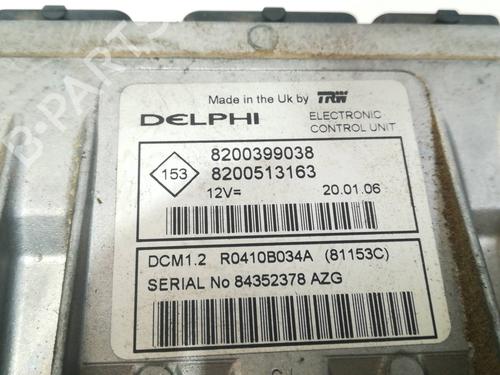 Made in the Uk by TRW
DELPHI
ELECTRONIC
CONTROL UNIT
153
8200399038
8200513163
12V=
20.01.06
DCM1.2 R0410B034A (81153C)
SERIAL No 84352378 AZG
B-PARTS